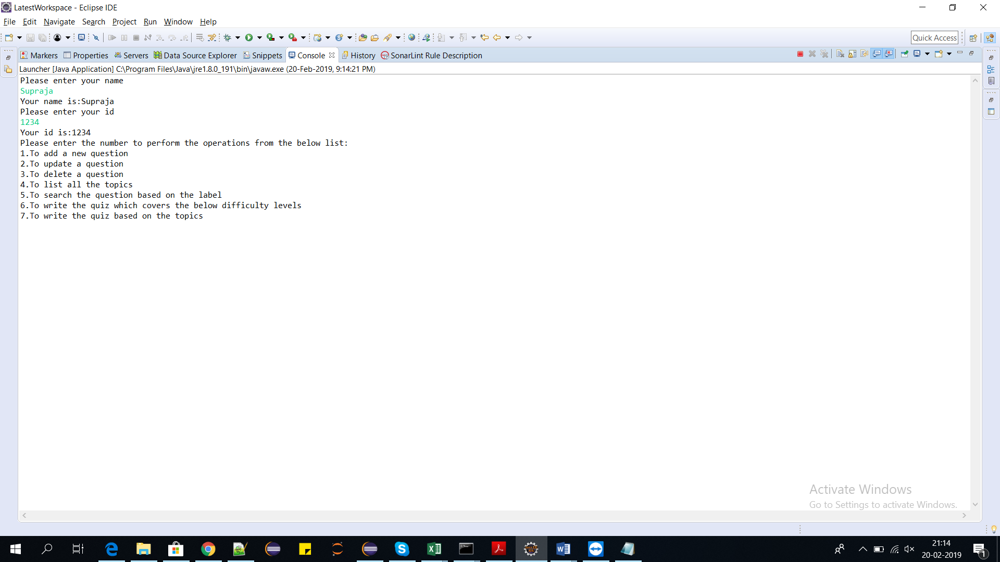 LatestWorkspace - Eclipse IDE
File Edit Navigate Search Project Run Window Help
Quick Access
Markers Properties Servers Data Source Explorer Snippets Console History SonarLint Rule Description
Launcher [Java Application] C:\Program Files\Java\jre1.8.0_191\bin\javaw.exe (20-Feb-2019, 9:14:21 PM)
Please enter your name
Supraja
Your name is:Supraja
Please enter your id
1234
Your id is:1234
Please enter the number to perform the operations from the below list:
1.To add a new question
2.To update a question
3.To delete a question
4.To list all the topics
5.To search the question based on the label
6.To write the quiz which covers the below difficulty levels
7.To write the quiz based on the topics
Activate Windows
Go to Settings to activate Windows.
21:14
20-02-2019
1